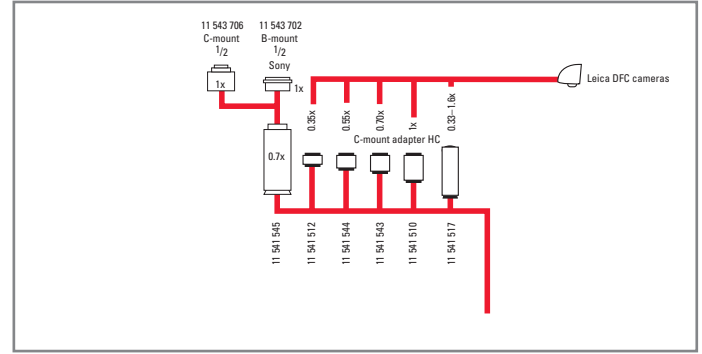 11 543 706
C-mount
1/2
11 543 702
B-mount
1/2
Sony
1x
1x
Leica DFC cameras
0.35x
0.55x
0.70x
1x
0.33–1.6x
C-mount adapter HC
0.7x
11 541 545
11 541 512
11 541 544
11 541 543
11 541 510
11 541 517